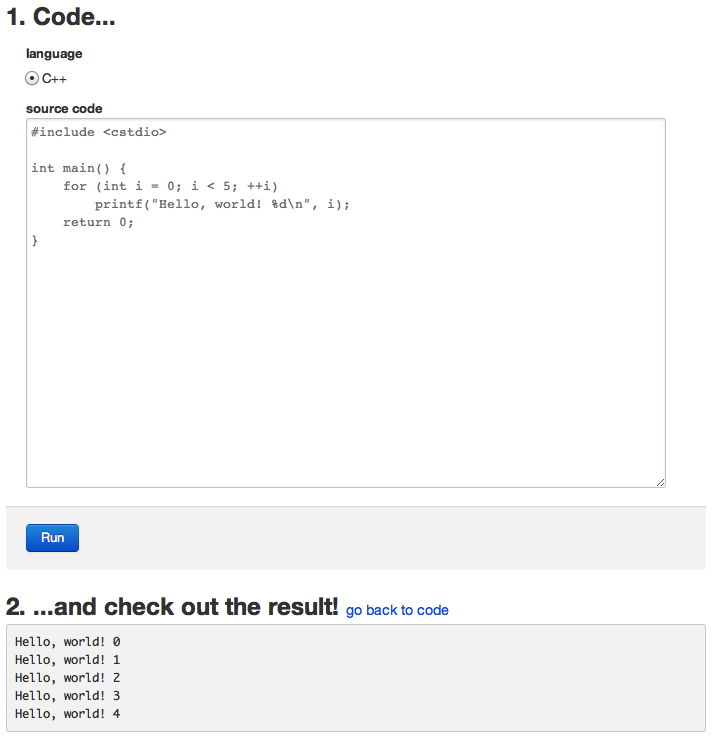 1. Code...
language
C++
source code
#include <cstdio>
int main() {
    for (int i = 0; i < 5; ++i)
        printf("Hello, world! %d\n", i);
    return 0;
}
Run
2. ...and check out the result! go back to code
Hello, world! 0
Hello, world! 1
Hello, world! 2
Hello, world! 3
Hello, world! 4